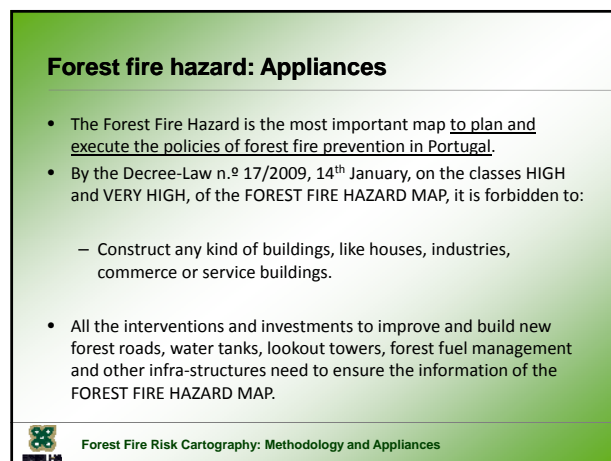 Forest fire hazard: Appliances
• The Forest Fire Hazard is the most important map to plan and
execute the policies of forest fire prevention in Portugal.
• By the Decree-Law n.º 17/2009, 14th January, on the classes HIGH
and VERY HIGH, of the FOREST FIRE HAZARD MAP, it is forbidden to:
– Construct any kind of buildings, like houses, industries,
commerce or service buildings.
• All the interventions and investments to improve and build new
forest roads, water tanks, lookout towers, forest fuel management
and other infra-structures need to ensure the information of the
FOREST FIRE HAZARD MAP.
Forest Fire Risk Cartography: Methodology and Appliances